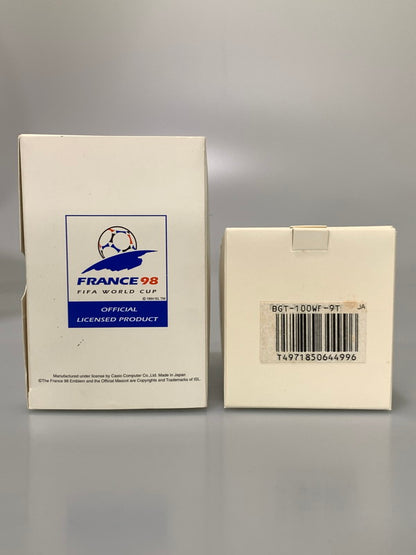 FRANCE 98
FIFA WORLD CUP
© 1994 ISL TM
OFFICIAL
LICENSED PRODUCT
Manufactured under license by Casio Computer Co.,Ltd. Made in Japan
©The France 98 Emblem and the Official Mascot are Copyrights and Trademarks of ISL.
BGT-100WF-9T JA
T4971850644996